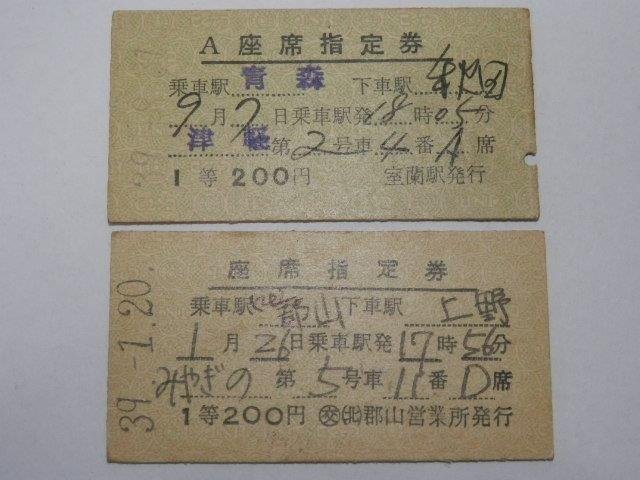 A座席指定券
乗車駅 青森 下車駅 秋田
9月7日乗車駅発18時05分
津軽 第2号車4番A席
1等200円 室蘭駅発行
39.-1.20.
座席指定券
乗車駅 郡山 下車駅 上野
1月26日乗車駅発17時56分
みやぎの 第5号車11番D席
1等200円 交(北)郡山営業所発行